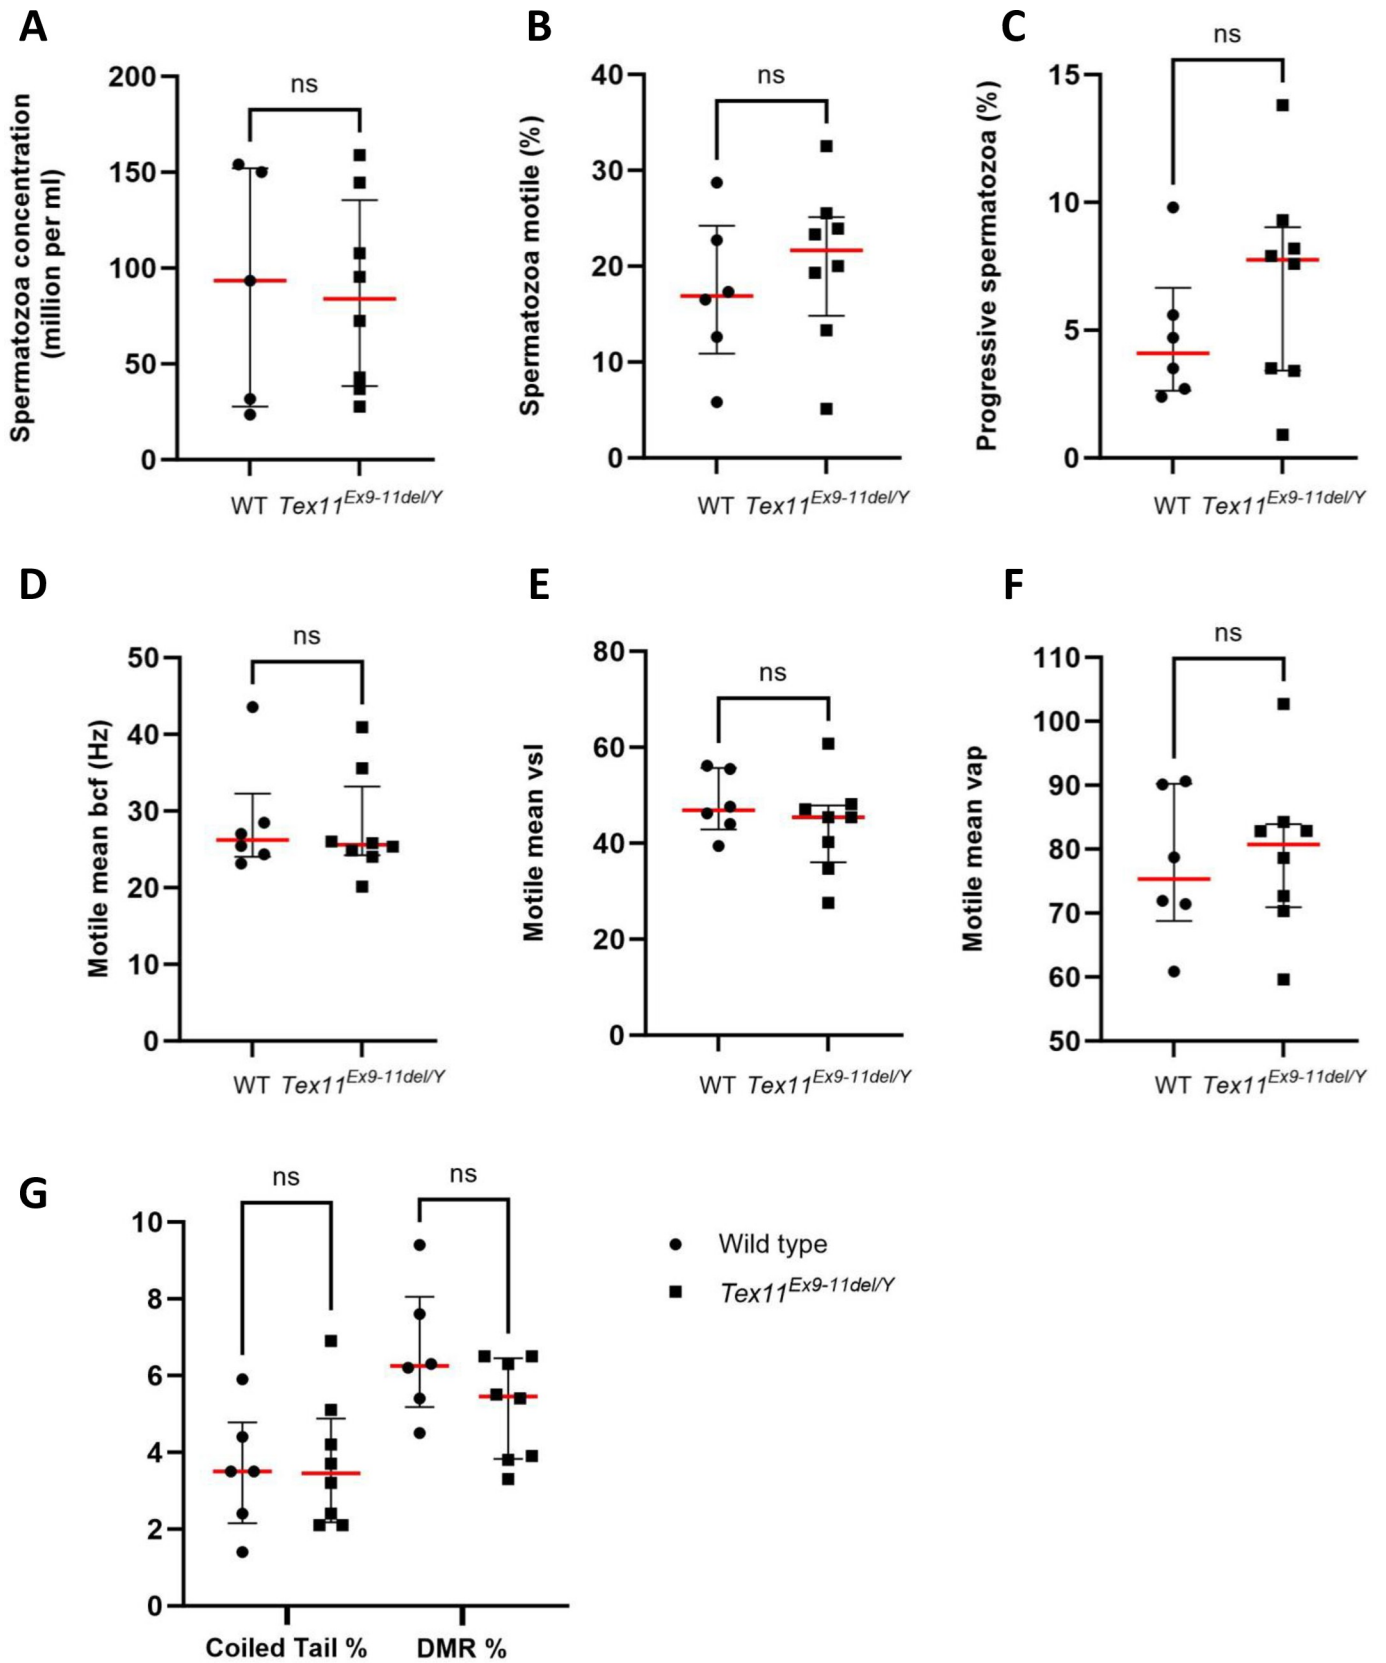 A
B
C
Spermatozoa concentration
(million per ml)
200
150
100
50
0
ns
WT Tex11Ex9-11del/Y
Spermatozoa motile (%)
40
30
20
10
0
ns
WT Tex11Ex9-11del/Y
Progressive spermatozoa (%)
15
10
5
0
ns
WT Tex11Ex9-11del/Y
D
E
F
Motile mean bcf (Hz)
50
40
30
20
10
0
ns
WT Tex11Ex9-11del/Y
Motile mean vsl
80
60
40
20
0
ns
WT Tex11Ex9-11del/Y
Motile mean vap
110
100
90
80
70
60
50
ns
WT Tex11Ex9-11del/Y
G
10
8
6
4
2
0
ns
ns
Coiled Tail %
DMR %
Wild type
Tex11Ex9-11del/Y